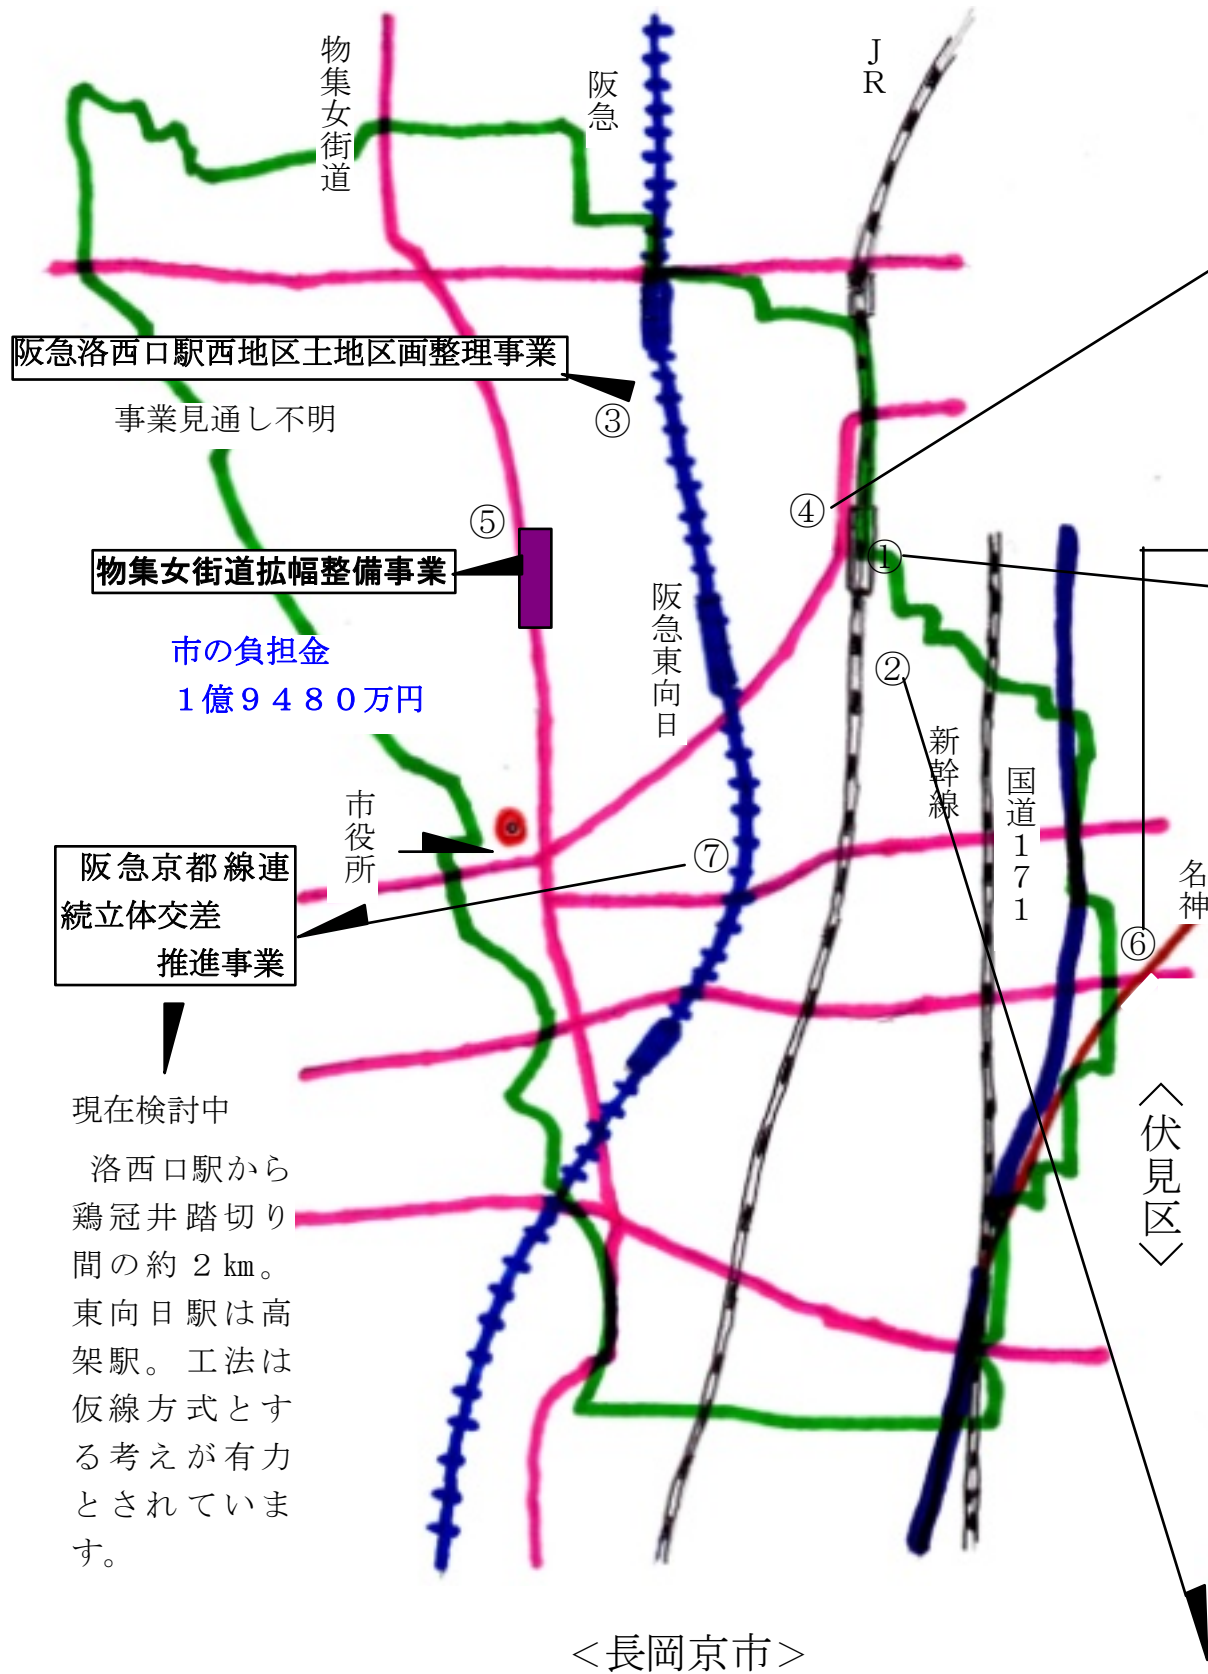 物集女街道
阪急
ＪＲ
阪急洛西口駅西地区土地区画整理事業
事業見通し不明
③
④
⑤
①
物集女街道拡幅整備事業
市の負担金
１億９４８０万円
阪急東向日
②
新幹線
国道１７１
市役所
⑦
名神
⑥
阪急京都線連
続立体交差
推進事業
現在検討中
洛西口駅から
鶏冠井踏切り
間の約２㎞。
東向日駅は高
架駅。工法は
仮線方式とす
る考えが有力
とされていま
す。
〈伏見区〉
＜長岡京市＞